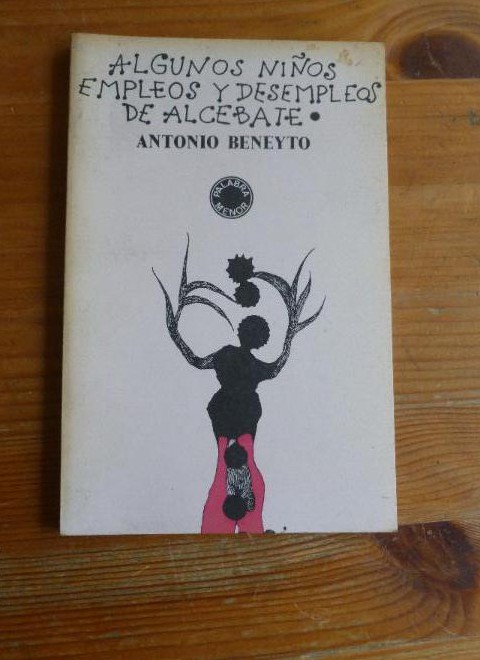 ALGUNOS NIÑOS
EMPLEOS Y DESEMPLEOS
DE ALCEBATE •
ANTONIO BENEYTO
PALABRA
MENOR